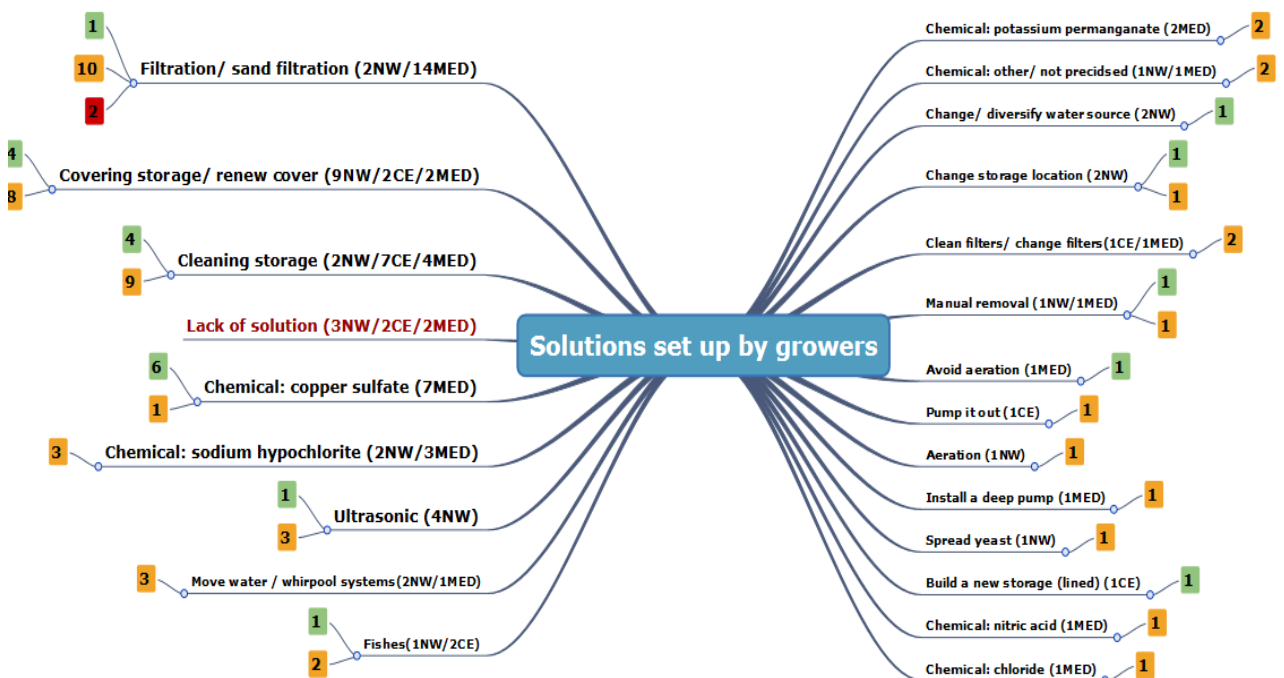 1
10
Filtration/ sand filtration (2NW/14MED)
2
4
Covering storage/ renew cover (9NW/2CE/2MED)
8
4
Cleaning storage (2NW/7CE/4MED)
9
Lack of solution (3NW/2CE/2MED)
6
Chemical: copper sulfate (7MED)
1
Chemical: sodium hypochlorite (2NW/3MED)
3
1
Ultrasonic (4NW)
3
3
Move water / whirpool systems(2NW/1MED)
1
Fishes(1NW/2CE)
2
Solutions set up by growers
Chemical: potassium permanganate (2MED)
2
Chemical: other/ not precidsed (1NW/1MED)
2
Change/ diversify water source (2NW)
1
1
Change storage location (2NW)
1
Clean filters/ change filters(1CE/1MED)
2
1
Manual removal (1NW/1MED)
1
Avoid aeration (1MED)
1
Pump it out (1CE)
1
Aeration (1NW)
1
Install a deep pump (1MED)
1
Spread yeast (1NW)
1
Build a new storage (lined) (1CE)
1
Chemical: nitric acid (1MED)
1
Chemical: chloride (1MED)
1